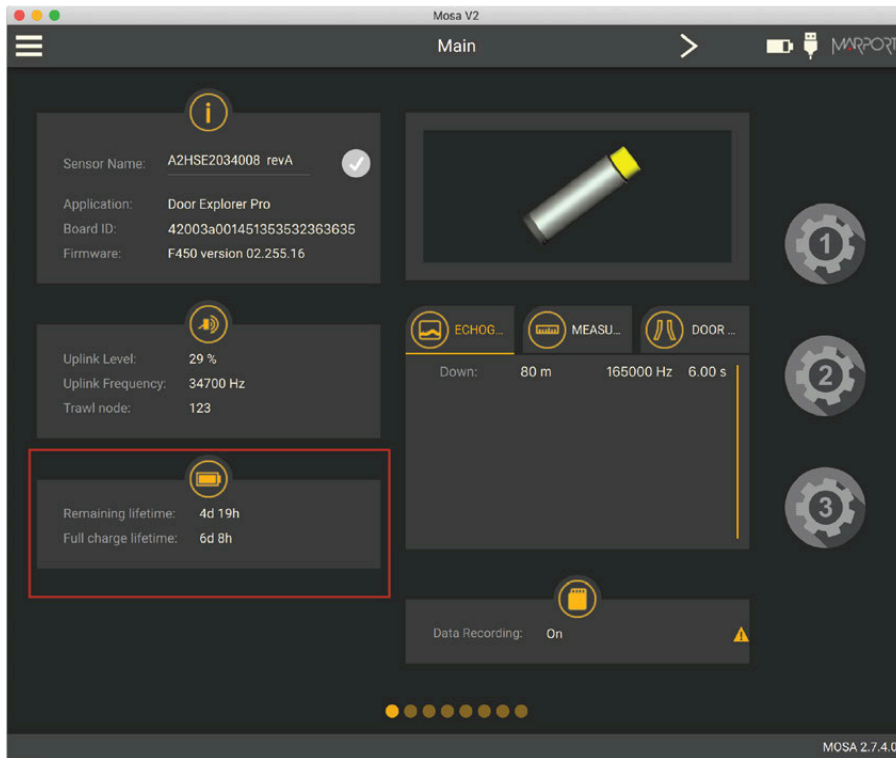 Mosa V2
Main
MARPORT
Sensor Name: A2HSE2034008 revA
Application: Door Explorer Pro
Board ID: 42003a001451353532363635
Firmware: F450 version 02.255.16
Uplink Level: 29 %
Uplink Frequency: 34700 Hz
Trawl node: 123
Remaining lifetime: 4d 19h
Full charge lifetime: 6d 8h
ECHOG... MEASU... DOOR ...
Down: 80 m 165000 Hz 6.00 s
Data Recording: On
1
2
3
MOSA 2.7.4.0